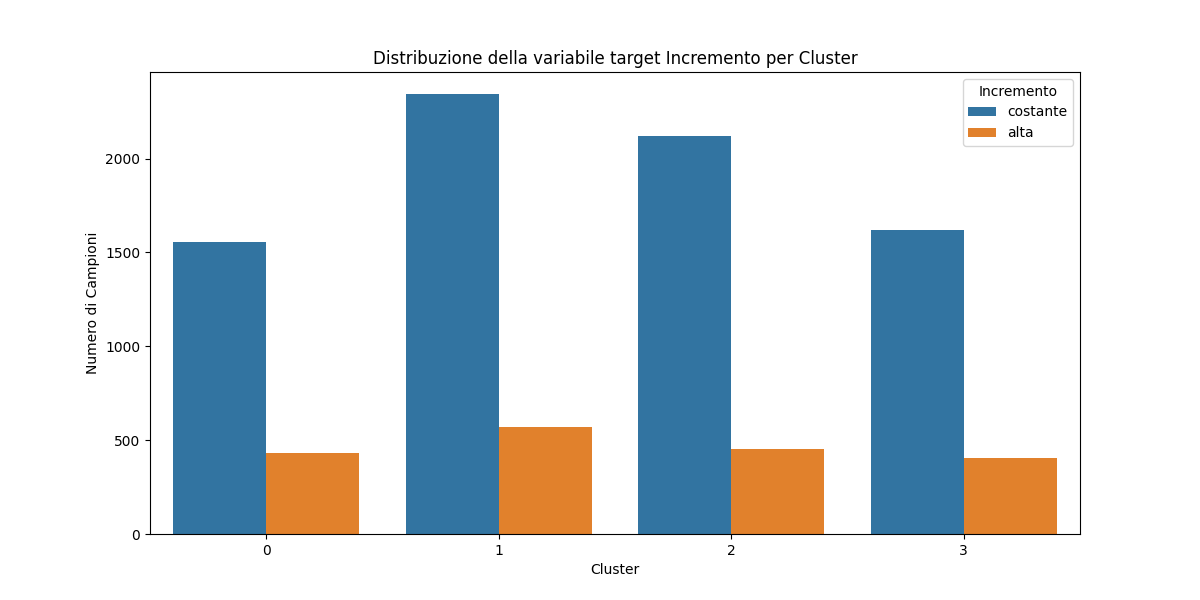 Distribuzione della variabile target Incremento per Cluster
Incremento
costante
alta
2000
1500
1000
500
0
Numero di Campioni
0 1 2 3
Cluster